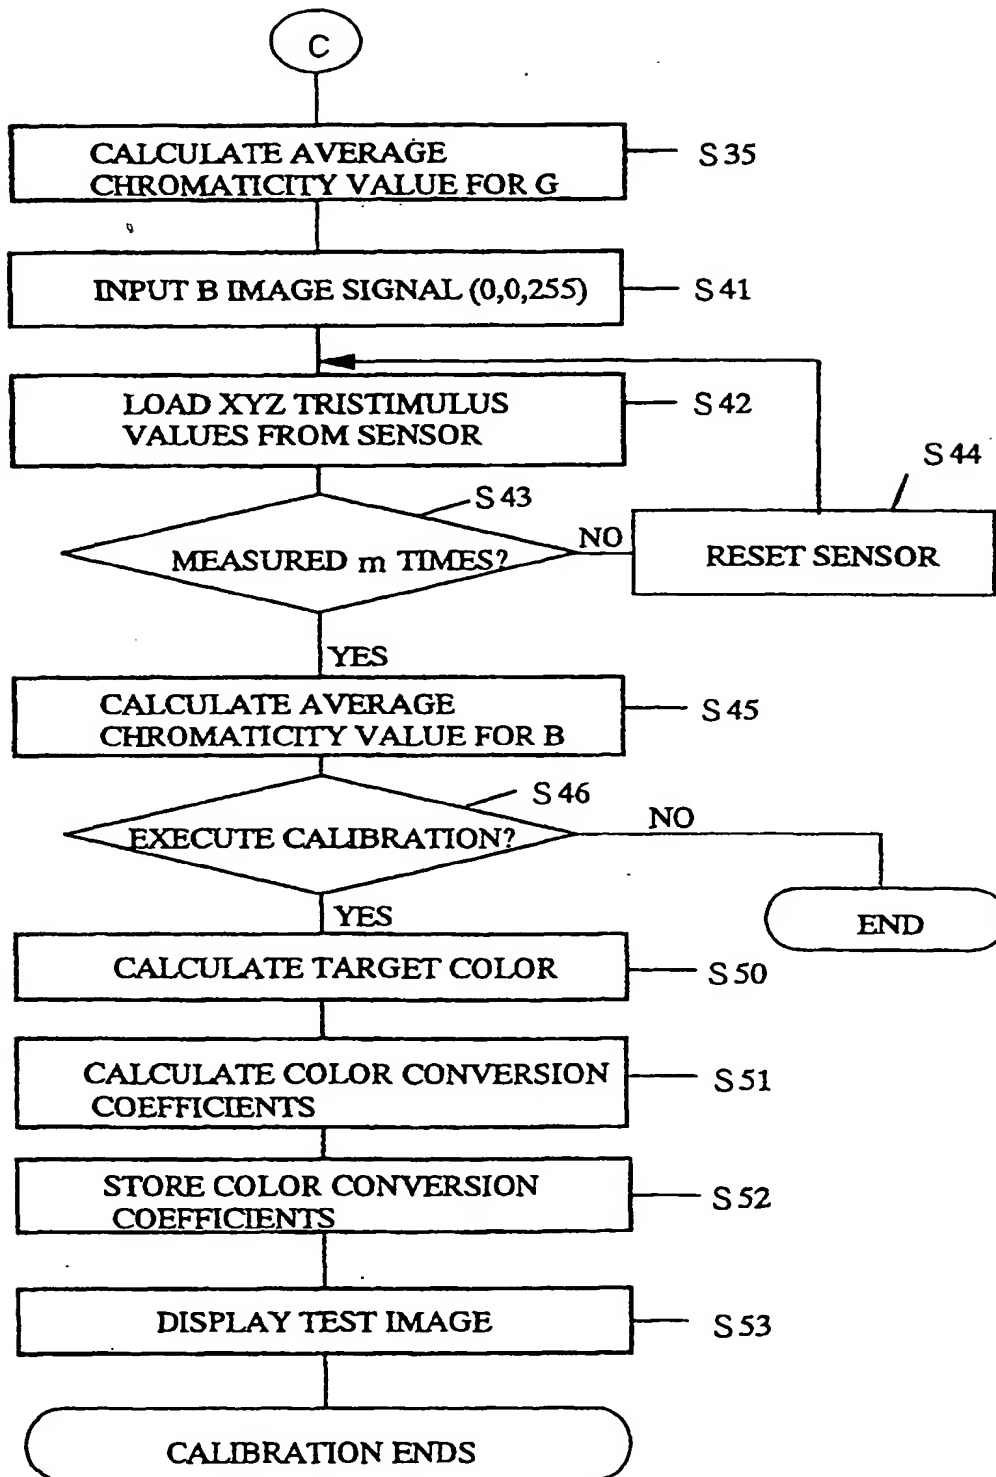 C
CALCULATE AVERAGE
CHROMATICITY VALUE FOR G
S35
INPUT B IMAGE SIGNAL (0,0,255)
S41
LOAD XYZ TRISTIMULUS
VALUES FROM SENSOR
S42
S44
S43
MEASURED m TIMES?
NO
RESET SENSOR
YES
CALCULATE AVERAGE
CHROMATICITY VALUE FOR B
S45
S46
EXECUTE CALIBRATION?
NO
YES
END
CALCULATE TARGET COLOR
S50
CALCULATE COLOR CONVERSION
COEFFICIENTS
S51
STORE COLOR CONVERSION
COEFFICIENTS
S52
DISPLAY TEST IMAGE
S53
CALIBRATION ENDS